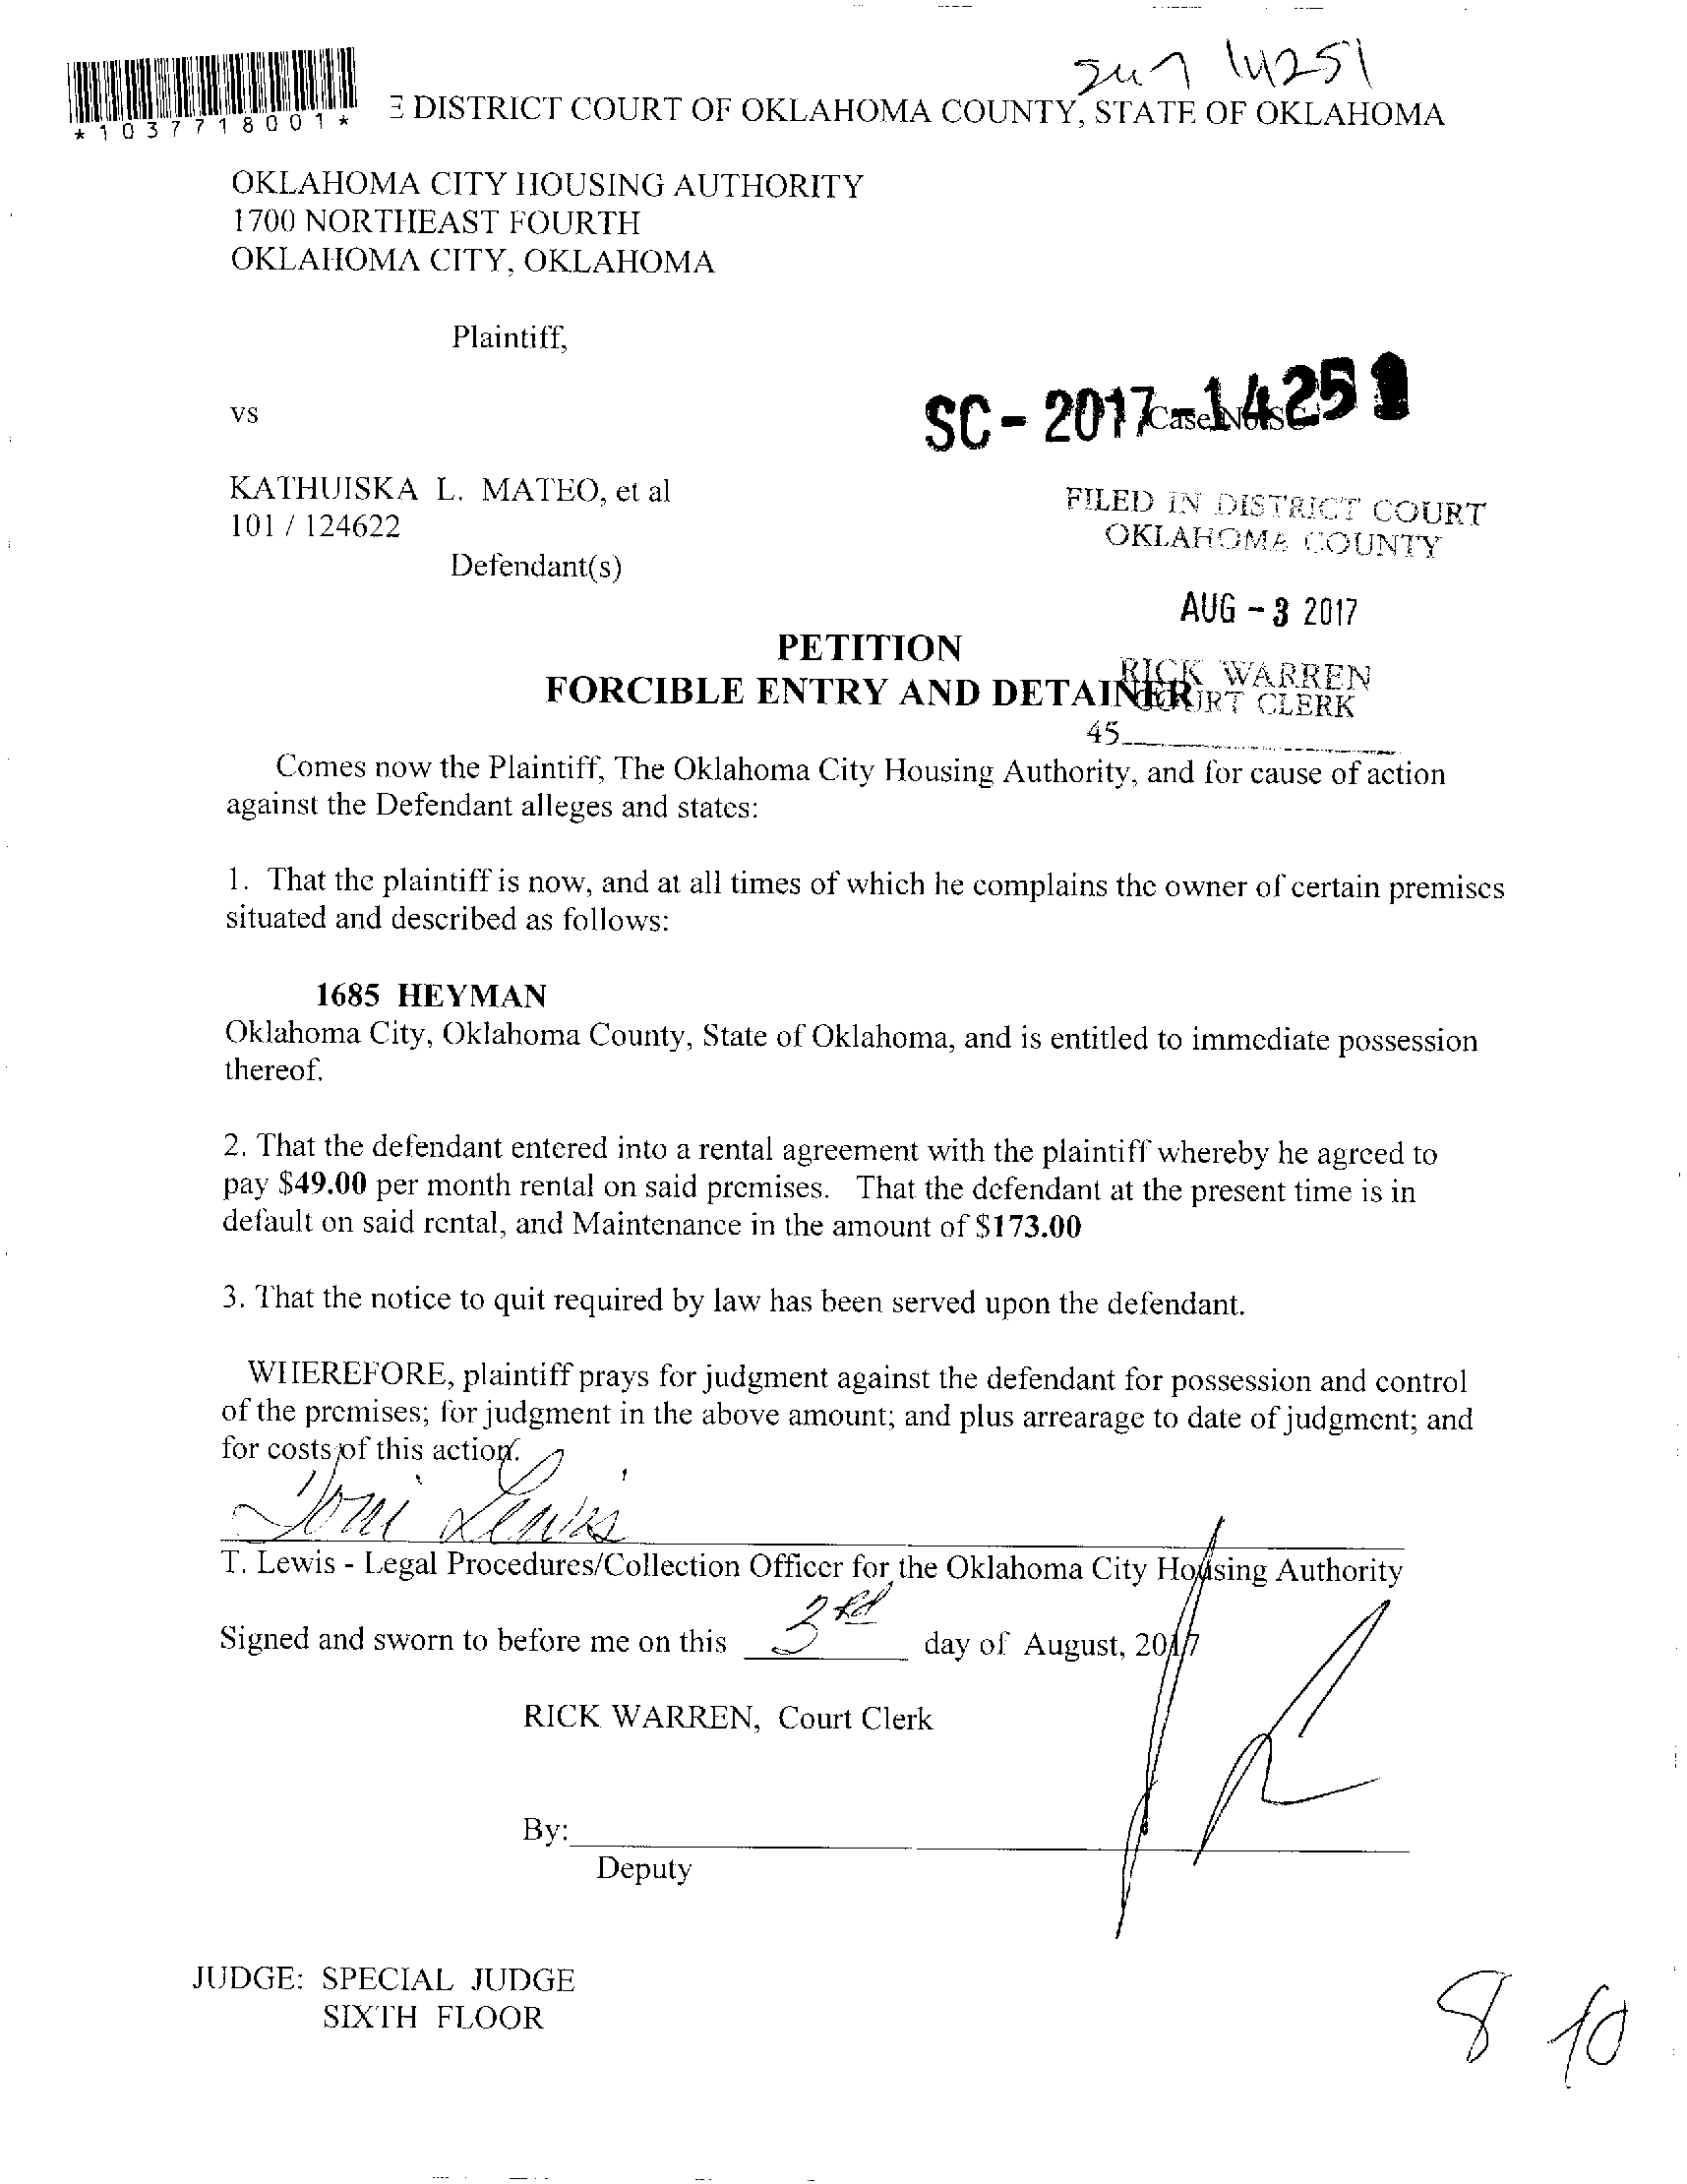 2017 14251
*1037718001*
E DISTRICT COURT OF OKLAHOMA COUNTY, STATE OF OKLAHOMA
OKLAHOMA CITY HOUSING AUTHORITY
1700 NORTHEAST FOURTH
OKLAHOMA CITY, OKLAHOMA
Plaintiff,
vs
SC-2017-14251
Case No. SC-
KATHUISKA L. MATEO, et al
101 / 124622
Defendant(s)
FILED IN DISTRICT COURT
OKLAHOMA COUNTY
AUG - 3 2017
RICK WARREN
COURT CLERK
45
PETITION
FORCIBLE ENTRY AND DETAINER
Comes now the Plaintiff, The Oklahoma City Housing Authority, and for cause of action
against the Defendant alleges and states:
1. That the plaintiff is now, and at all times of which he complains the owner of certain premises
situated and described as follows:
1685 HEYMAN
Oklahoma City, Oklahoma County, State of Oklahoma, and is entitled to immediate possession
thereof.
2. That the defendant entered into a rental agreement with the plaintiff whereby he agreed to
pay $49.00 per month rental on said premises. That the defendant at the present time is in
default on said rental, and Maintenance in the amount of $173.00
3. That the notice to quit required by law has been served upon the defendant.
WHEREFORE, plaintiff prays for judgment against the defendant for possession and control
of the premises; for judgment in the above amount; and plus arrearage to date of judgment; and
for costs of this action.
Toni Lewis
T. Lewis - Legal Procedures/Collection Officer for the Oklahoma City Housing Authority
Signed and sworn to before me on this 3rd day of August, 2017
RICK WARREN, Court Clerk
By:
Deputy
JUDGE: SPECIAL JUDGE
SIXTH FLOOR
8 10